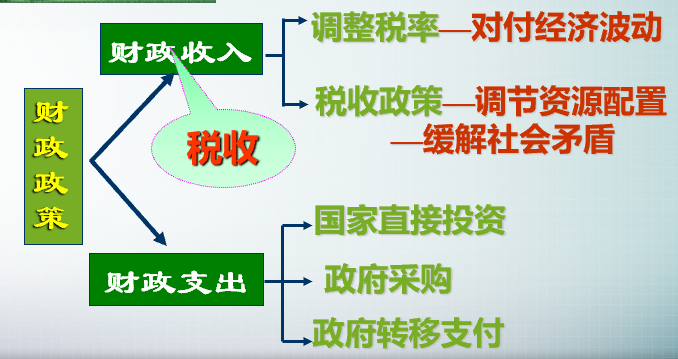 财政收入
调整税率—对付经济波动
税收政策—调节资源配置
—缓解社会矛盾
税收
财
政
政
策
国家直接投资
财政支出
政府采购
政府转移支付